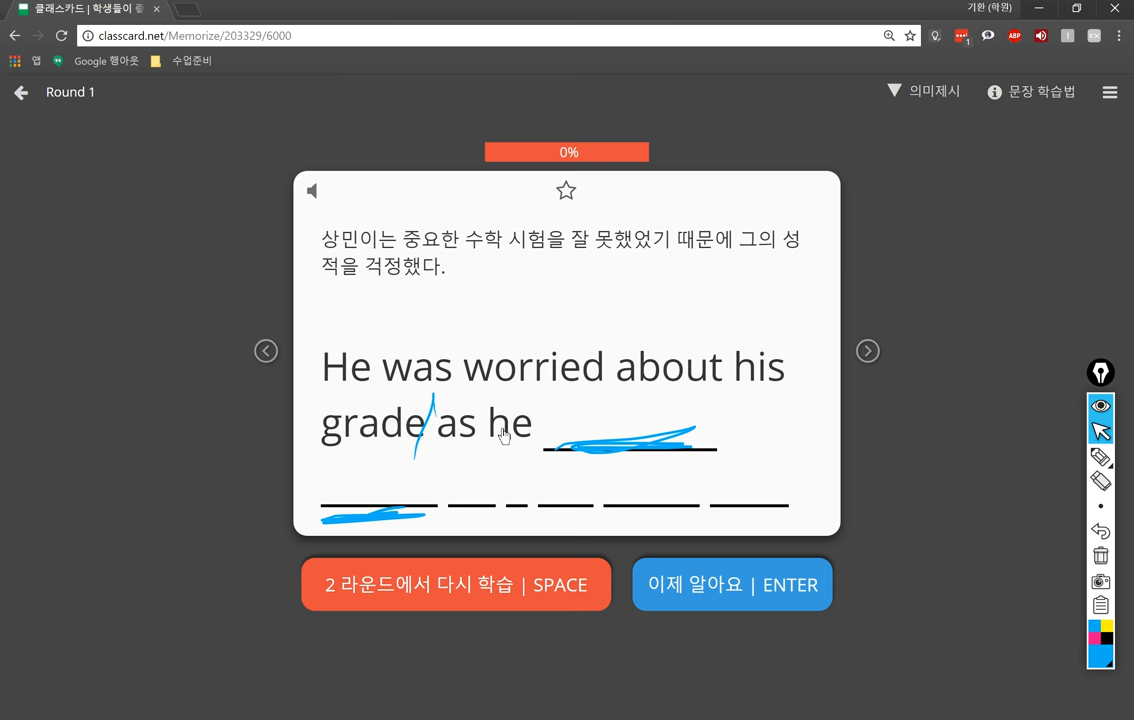 클래스카드 | 학생들이 즐
기환 (학원)
classcard.net/Memorize/203329/6000
ABP
1
앱
Google 행아웃
수업준비
Round 1
의미제시
문장 학습법
0%
상민이는 중요한 수학 시험을 잘 못했었기 때문에 그의 성
적을 걱정했다.
He was worried about his
grade as he
2 라운드에서 다시 학습 | SPACE
이제 알아요 | ENTER